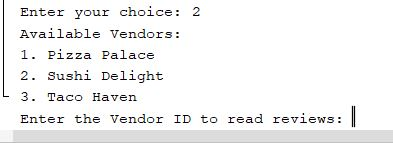 Enter your choice: 2
Available Vendors:
1. Pizza Palace
2. Sushi Delight
3. Taco Haven
Enter the Vendor ID to read reviews: